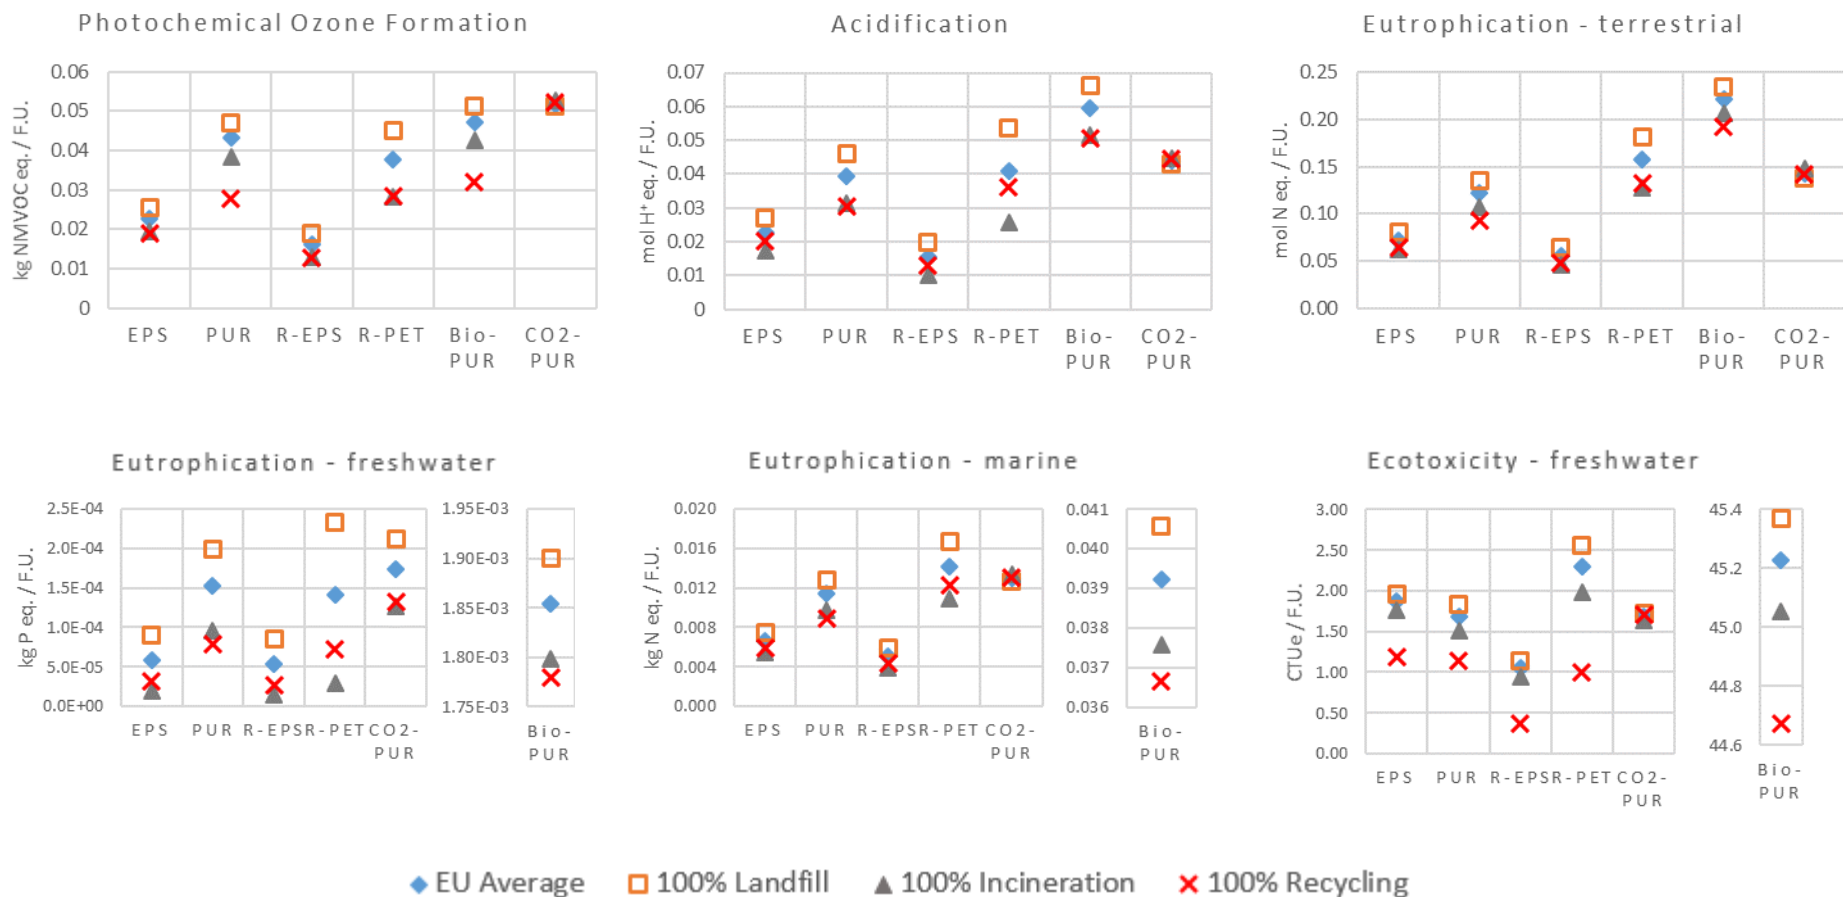 Photochemical Ozone Formation
kg NMVOC eq. / F.U.
0.06
0.05
0.04
0.03
0.02
0.01
0
EPS PUR R-EPS R-PET Bio-PUR CO2-PUR
Acidification
mol H+ eq. / F.U.
0.07
0.06
0.05
0.04
0.03
0.02
0.01
0
EPS PUR R-EPS R-PET Bio-PUR CO2-PUR
Eutrophication - terrestrial
mol N eq. / F.U.
0.25
0.20
0.15
0.10
0.05
0.00
EPS PUR R-EPS R-PET Bio-PUR CO2-PUR
Eutrophication - freshwater
kg P eq. / F.U.
2.5E-04
2.0E-04
1.5E-04
1.0E-04
5.0E-05
0.0E+00
EPS PUR R-EPS R-PET CO2-PUR
1.95E-03
1.90E-03
1.85E-03
1.80E-03
1.75E-03
Bio-PUR
Eutrophication - marine
kg N eq. / F.U.
0.020
0.016
0.012
0.008
0.004
0.000
EPS PUR R-EPS R-PET CO2-PUR
0.041
0.040
0.039
0.038
0.037
0.036
Bio-PUR
Ecotoxicity - freshwater
CTUe / F.U.
3.00
2.50
2.00
1.50
1.00
0.50
0.00
EPS PUR R-EPS R-PET CO2-PUR
45.4
45.2
45.0
44.8
44.6
Bio-PUR
EU Average 100% Landfill 100% Incineration 100% Recycling